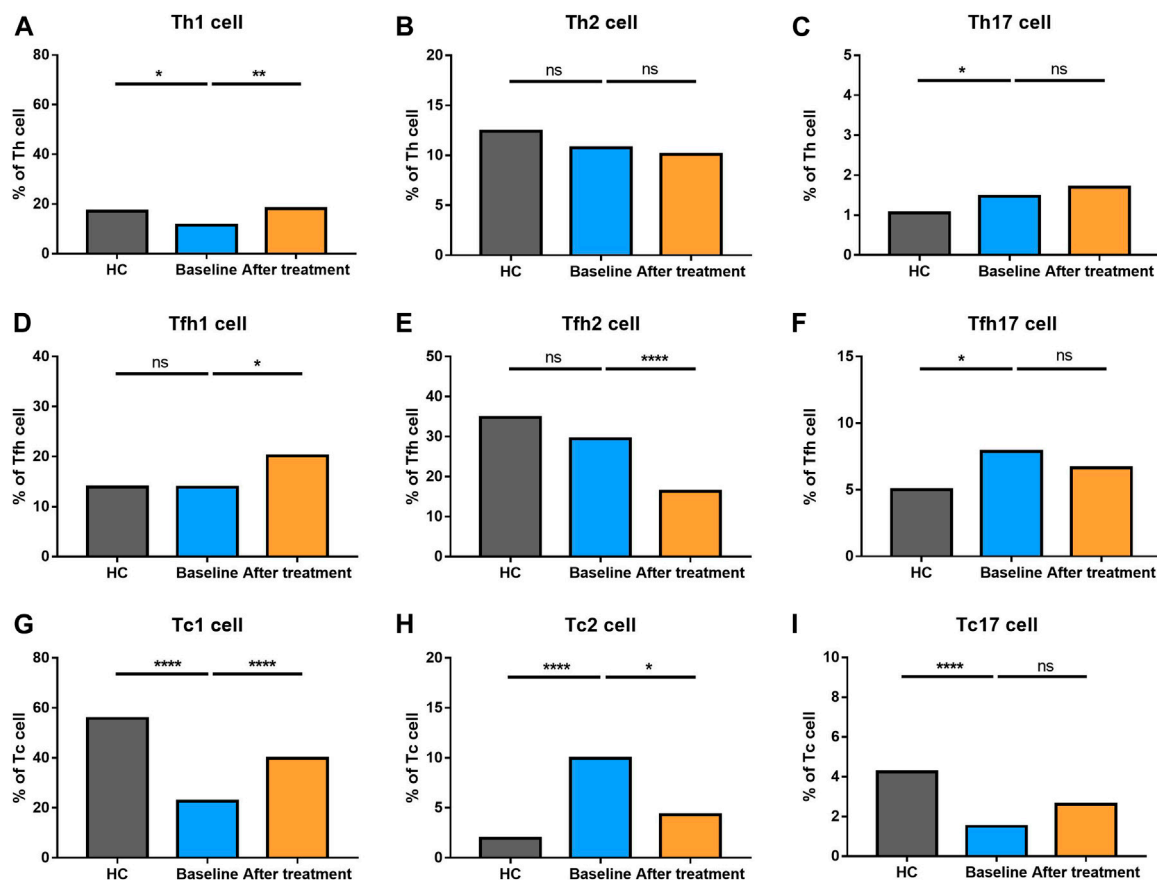 A
Th1 cell
% of Th cell
80
60
40
20
0
*
**
HC
Baseline
After treatment
B
Th2 cell
% of Th cell
20
15
10
5
0
ns
ns
HC
Baseline
After treatment
C
Th17 cell
% of Th cell
5
4
3
2
1
0
*
ns
HC
Baseline
After treatment
D
Tfh1 cell
% of Tfh cell
40
30
20
10
0
ns
*
HC
Baseline
After treatment
E
Tfh2 cell
% of Tfh cell
50
40
30
20
10
0
ns
****
HC
Baseline
After treatment
F
Tfh17 cell
% of Tfh cell
15
10
5
0
*
ns
HC
Baseline
After treatment
G
Tc1 cell
% of Tc cell
80
60
40
20
0
****
****
HC
Baseline
After treatment
H
Tc2 cell
% of Tc cell
20
15
10
5
0
****
*
HC
Baseline
After treatment
I
Tc17 cell
% of Tc cell
10
8
6
4
2
0
****
ns
HC
Baseline
After treatment